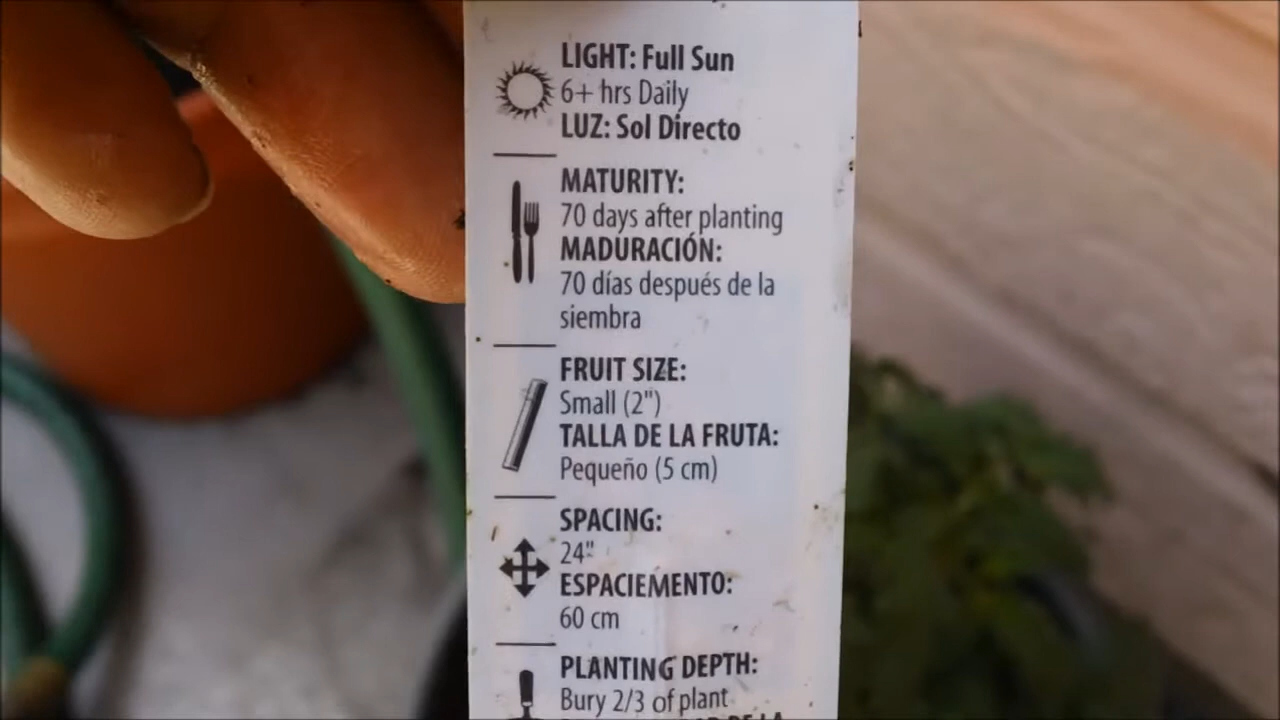 LIGHT: Full Sun
6+ hrs Daily
LUZ: Sol Directo
MATURITY:
70 days after planting
MADURACIÓN:
70 días después de la
siembra
FRUIT SIZE:
Small (2")
TALLA DE LA FRUTA:
Pequeño (5 cm)
SPACING:
24"
ESPACIEMENTO:
60 cm
PLANTING DEPTH:
Bury 2/3 of plant
DE LA